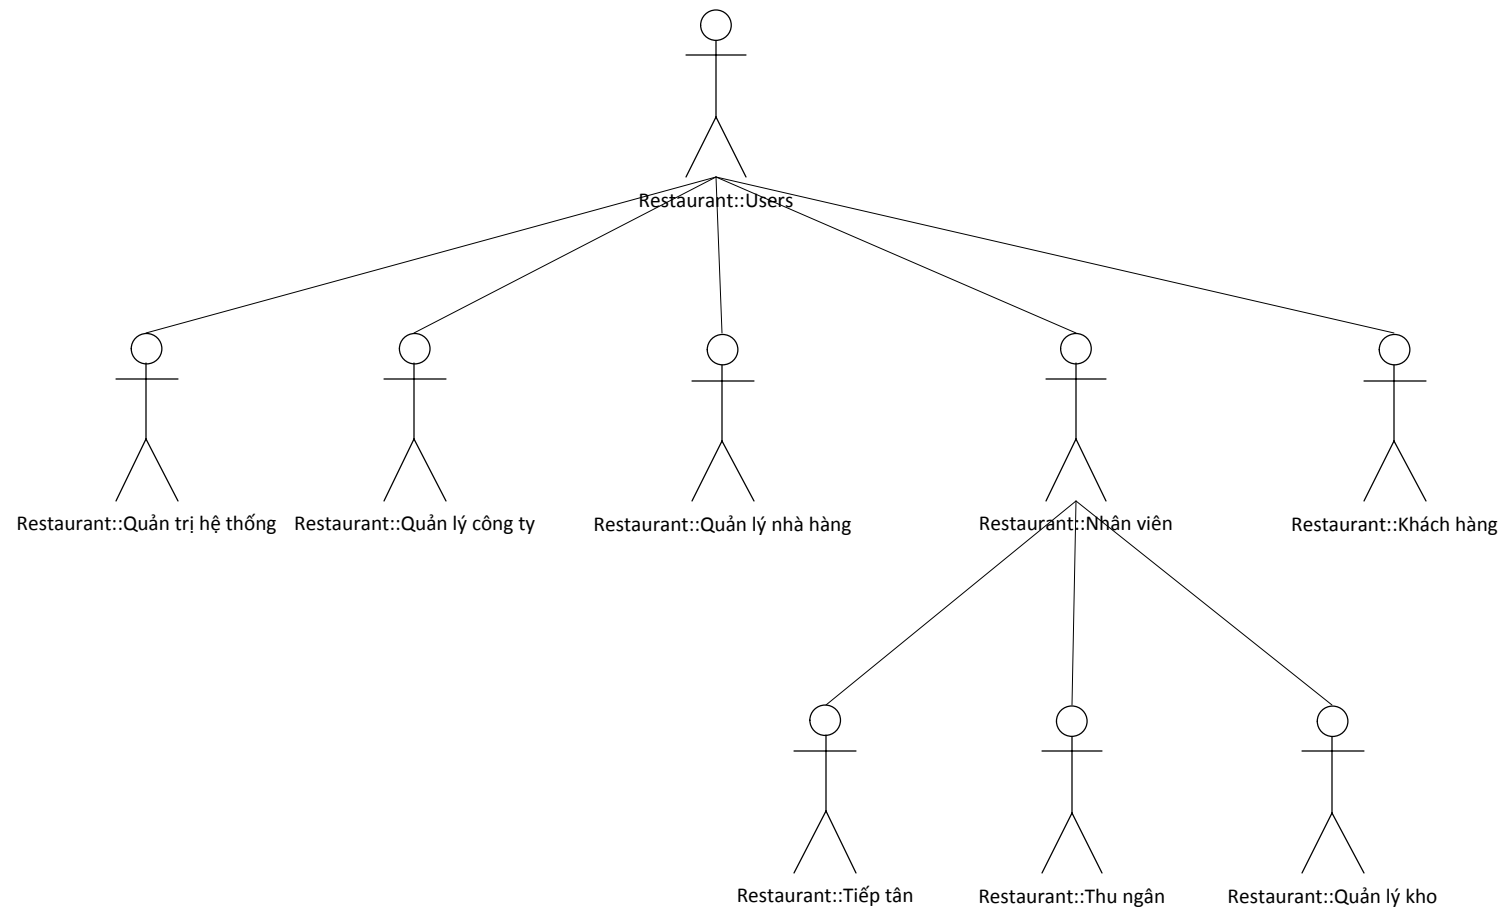 Restaurant::Users
Restaurant::Quản trị hệ thống
Restaurant::Quản lý công ty
Restaurant::Quản lý nhà hàng
Restaurant::Nhận viên
Restaurant::Khách hàng
Restaurant::Tiếp tân
Restaurant::Thu ngân
Restaurant::Quản lý kho